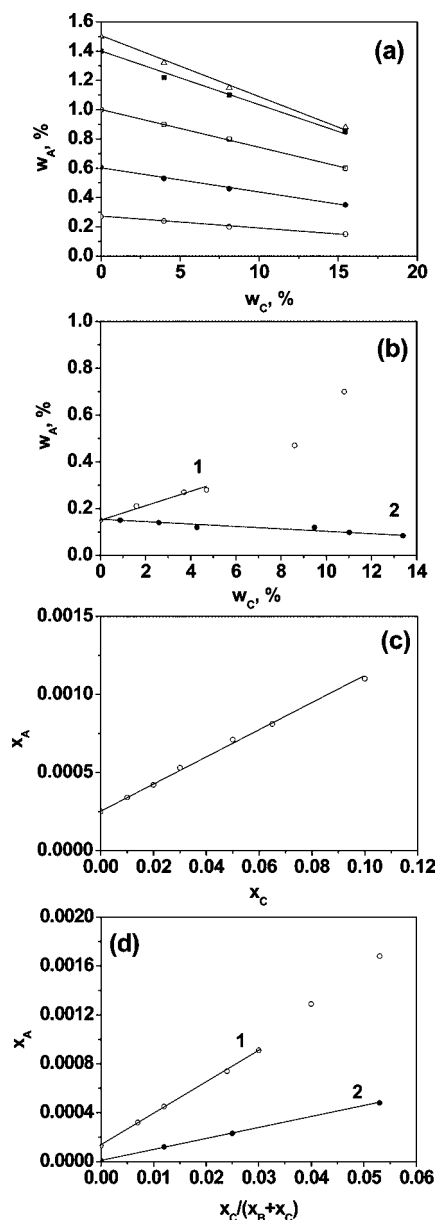 (a)
1.6
1.4
1.2
1.0
0.8
0.6
0.4
0.2
0.0
w_A, %
0 5 10 15 20
w_C, %
(b)
1.0
0.8
0.6
0.4
0.2
0.0
w_A, %
1
2
0 2 4 6 8 10 12 14
w_C, %
(c)
0.0015
0.0010
0.0005
0.0000
x_A
0.00 0.02 0.04 0.06 0.08 0.10 0.12
x_C
(d)
0.0020
0.0016
0.0012
0.0008
0.0004
0.0000
x_A
1
2
0.00 0.01 0.02 0.03 0.04 0.05 0.06
x_C/(x_B+x_C)